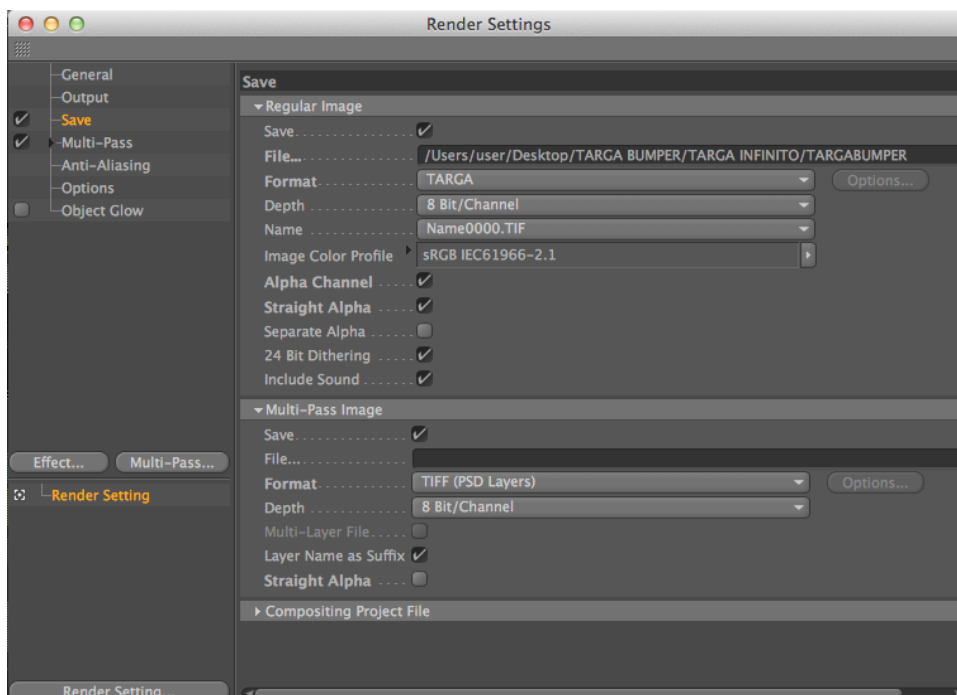 Render Settings
General
Output
Save
Multi-Pass
Anti-Aliasing
Options
Object Glow
Effect...
Multi-Pass...
Render Setting
Render Setting...
Save
Regular Image
Save
File... /Users/user/Desktop/TARGA BUMPER/TARGA INFINITO/TARGABUMPER
Format TARGA Options...
Depth 8 Bit/Channel
Name Name0000.TIF
Image Color Profile sRGB IEC61966-2.1
Alpha Channel
Straight Alpha
Separate Alpha
24 Bit Dithering
Include Sound
Multi-Pass Image
Save
File...
Format TIFF (PSD Layers) Options...
Depth 8 Bit/Channel
Multi-Layer File
Layer Name as Suffix
Straight Alpha
Compositing Project File